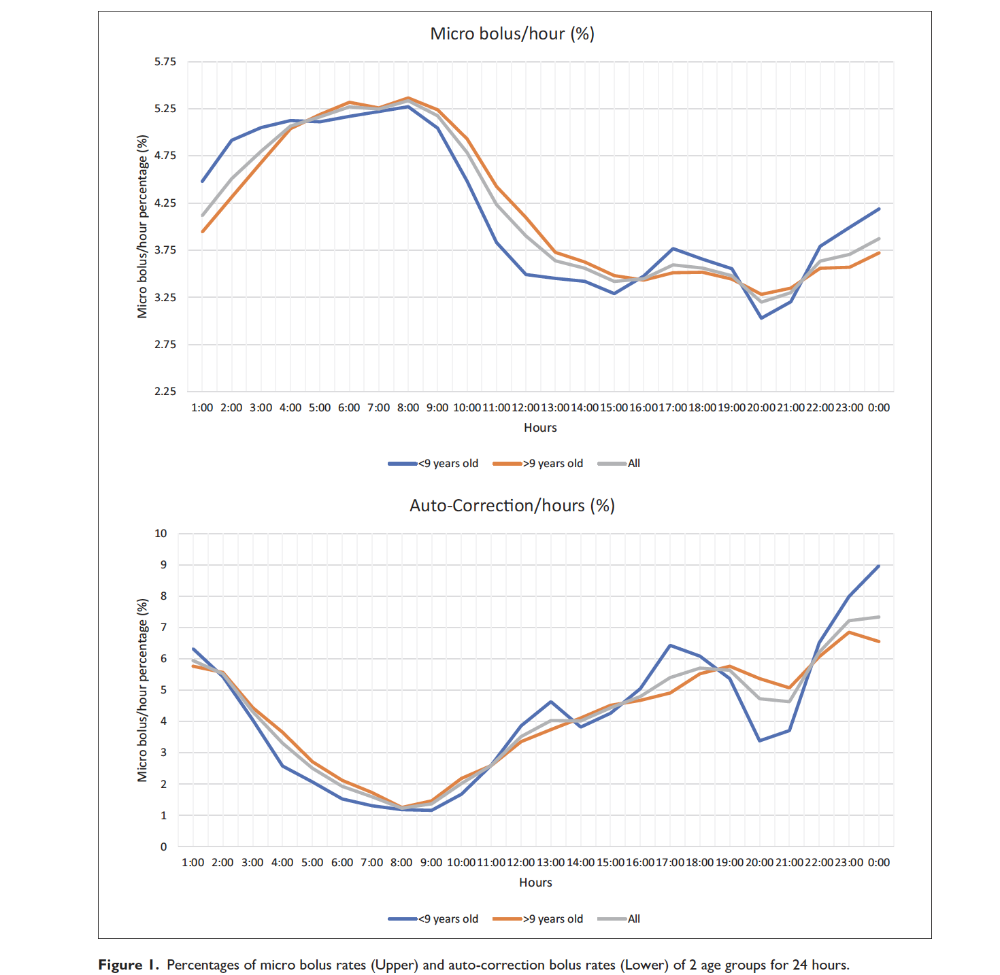 Micro bolus/hour (%)
5.75
5.25
4.75
4.25
3.75
3.25
2.75
2.25
Micro bolus/hour percentage (%)
1:00 2:00 3:00 4:00 5:00 6:00 7:00 8:00 9:00 10:00 11:00 12:00 13:00 14:00 15:00 16:00 17:00 18:00 19:00 20:00 21:00 22:00 23:00 0:00
Hours
<9 years old >9 years old All
Auto-Correction/hours (%)
10
9
8
7
6
5
4
3
2
1
0
Micro bolus/hour percentage (%)
1:00 2:00 3:00 4:00 5:00 6:00 7:00 8:00 9:00 10:00 11:00 12:00 13:00 14:00 15:00 16:00 17:00 18:00 19:00 20:00 21:00 22:00 23:00 0:00
Hours
<9 years old >9 years old All
Figure 1. Percentages of micro bolus rates (Upper) and auto-correction bolus rates (Lower) of 2 age groups for 24 hours.